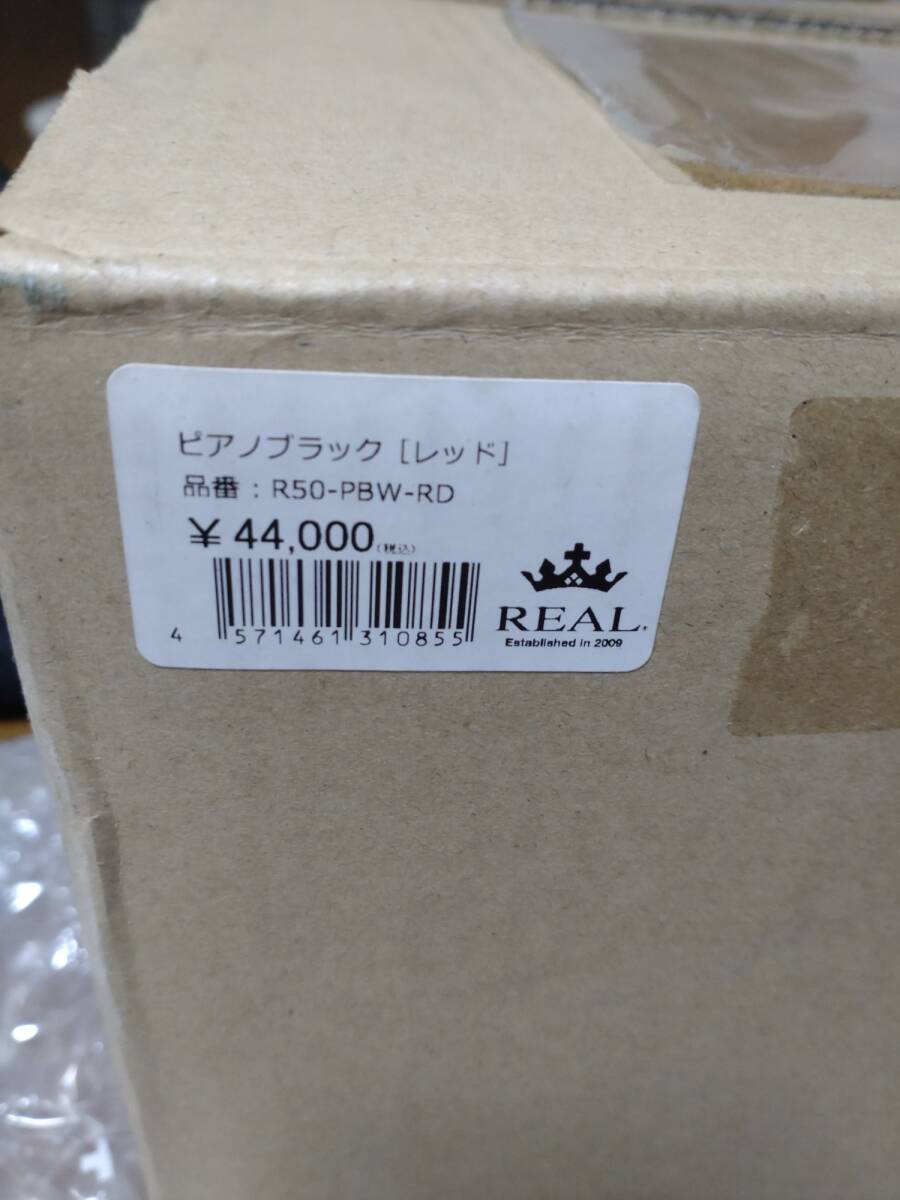 ピアノブラック [レッド]
品番 : R50-PBW-RD
¥ 44,000 (税込)
4 571461 310855
REAL.
Established in 2009